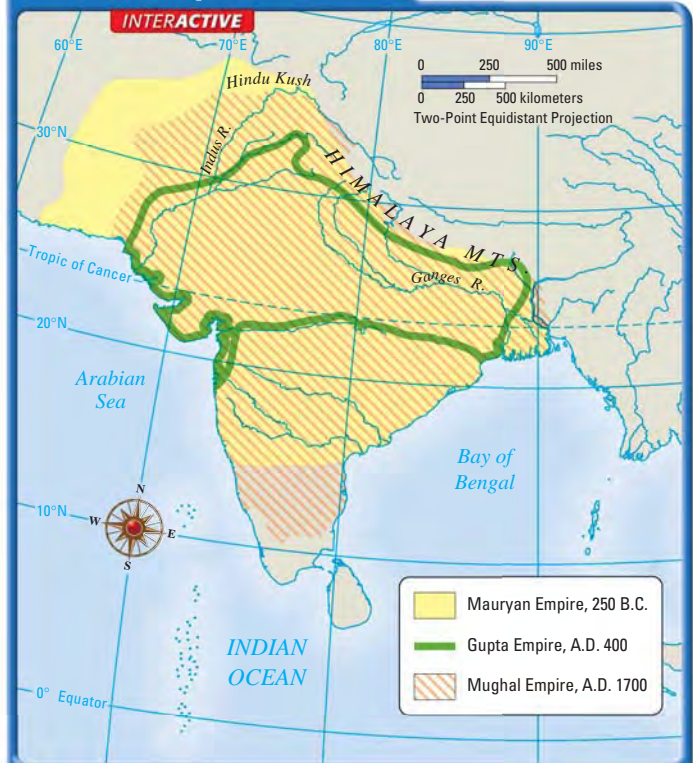 INTERACTIVE
60°E
70°E
80°E
90°E
0 250 500 miles
0 250 500 kilometers
Two-Point Equidistant Projection
Hindu Kush
30°N
Indus R.
HIMALAYA MTS.
Ganges R.
Tropic of Cancer
20°N
Arabian
Sea
Bay of
Bengal
10°N
N
W
E
S
INDIAN
OCEAN
0° Equator
Mauryan Empire, 250 B.C.
Gupta Empire, A.D. 400
Mughal Empire, A.D. 1700